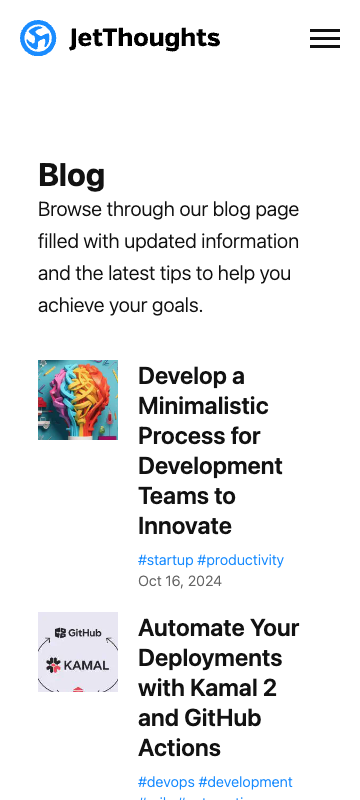 JetThoughts
Blog
Browse through our blog page
filled with updated information
and the latest tips to help you
achieve your goals.
Develop a
Minimalistic
Process for
Development
Teams to
Innovate
#startup #productivity
Oct 16, 2024
GitHub
KAMAL
Automate Your
Deployments
with Kamal 2
and GitHub
Actions
#devops #development